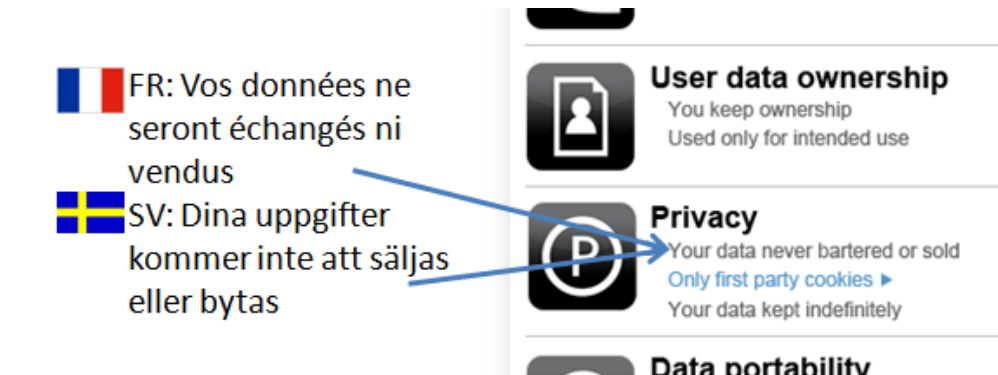 FR: Vos données ne
seront échangés ni
vendus
SV: Dina uppgifter
kommer inte att säljas
eller bytas
User data ownership
You keep ownership
Used only for intended use
P
Privacy
Your data never bartered or sold
Only first party cookies ▶
Your data kept indefinitely
Data portability